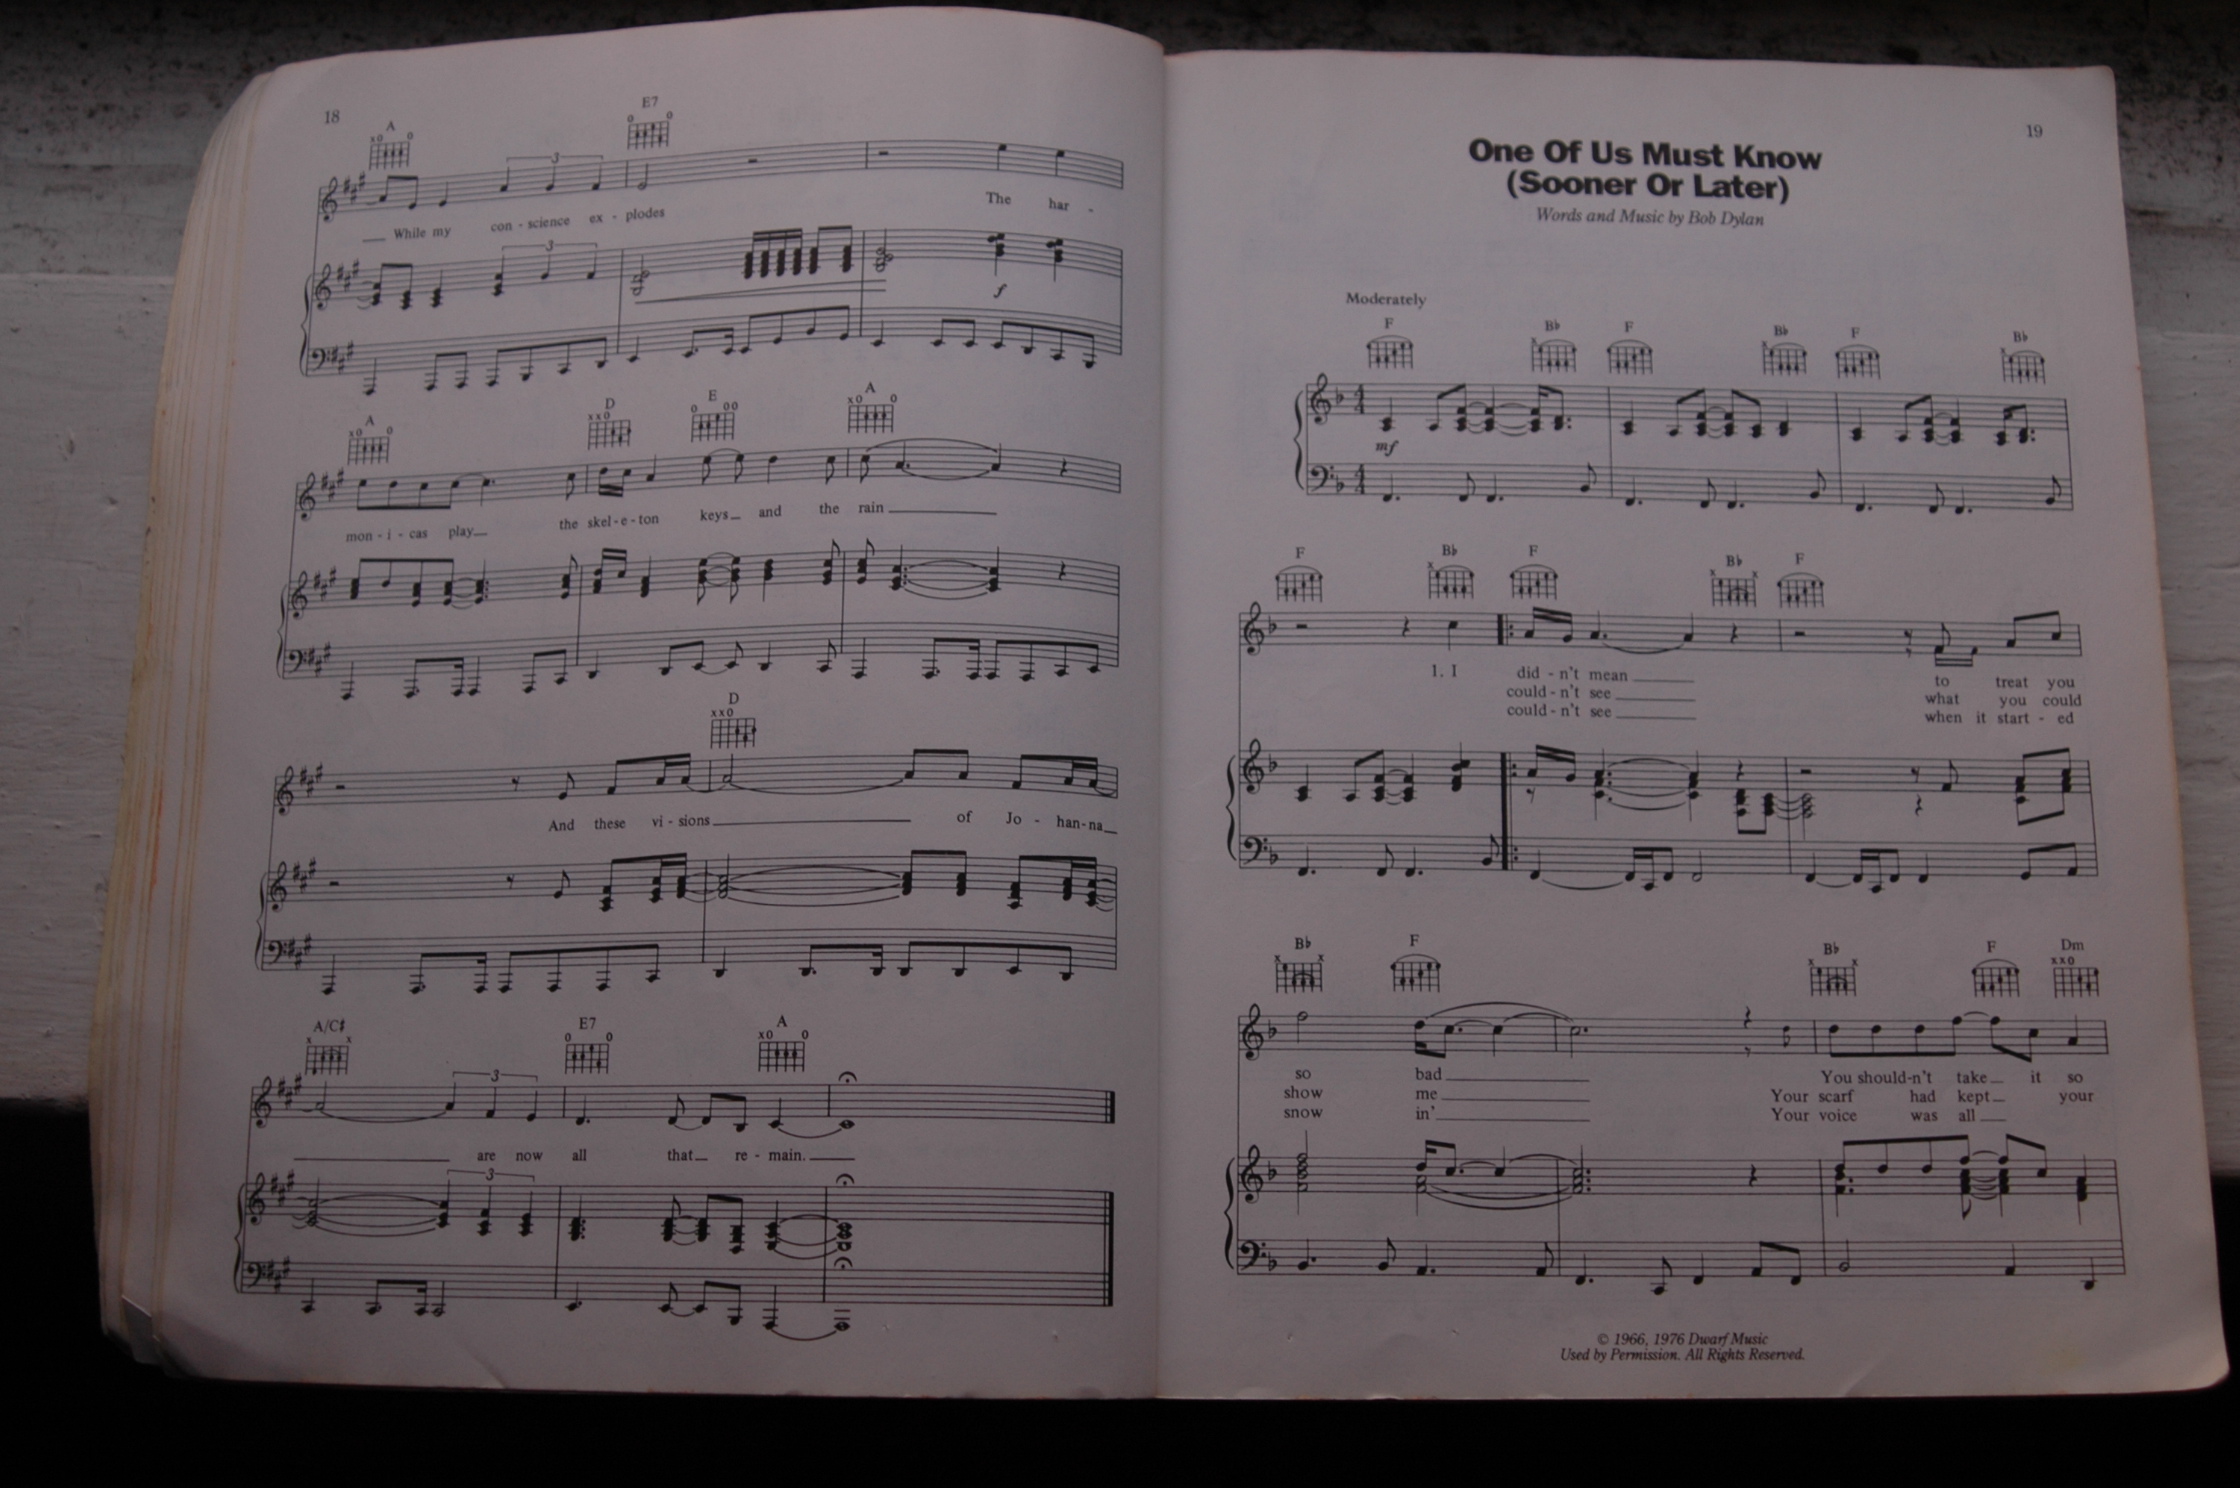 18
A E7
3
While my con - science ex - plodes The har -
3
f
A D E A
mon - i - cas play the skel - e - ton keys and the rain
D
And these vi - sions of Jo - han - na
A/C♯ E7 A
3
are now all that re - main.
3
19
One Of Us Must Know
(Sooner Or Later)
Words and Music by Bob Dylan
Moderately
F B♭ F B♭ F B♭
mf
F B♭ F B♭ F
1. I did - n't mean to treat you
could - n't see what you could
could - n't see when it start - ed
B♭ F B♭ F Dm
so bad You should-n't take it so
show me Your scarf had kept your
snow in' Your voice was all
© 1966, 1976 Dwarf Music
Used by Permission. All Rights Reserved.